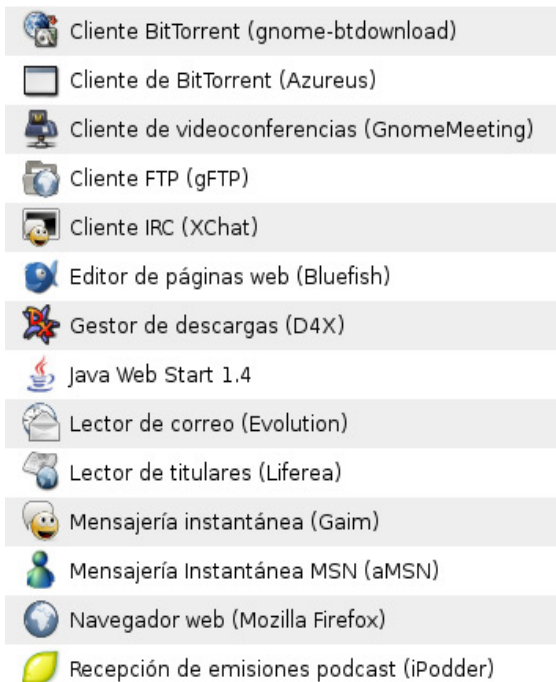 Cliente BitTorrent (gnome-btdownload)
Cliente de BitTorrent (Azureus)
Cliente de videoconferencias (GnomeMeeting)
Cliente FTP (gFTP)
Cliente IRC (XChat)
Editor de páginas web (Bluefish)
Gestor de descargas (D4X)
Java Web Start 1.4
Lector de correo (Evolution)
Lector de titulares (Liferea)
Mensajería instantánea (Gaim)
Mensajería Instantánea MSN (aMSN)
Navegador web (Mozilla Firefox)
Recepción de emisiones podcast (iPodder)